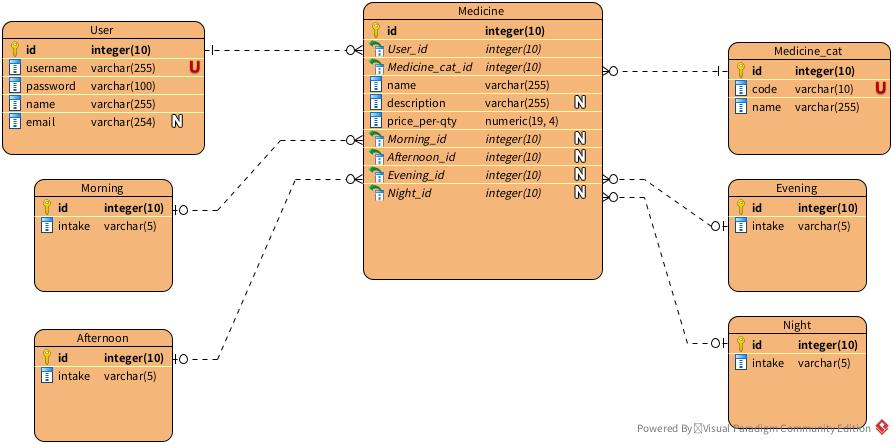 User
id integer(10)
username varchar(255) U
password varchar(100)
name varchar(255)
email varchar(254) N
Medicine
id integer(10)
User_id integer(10)
Medicine_cat_id integer(10)
name varchar(255)
description varchar(255) N
price_per-qty numeric(19, 4)
Morning_id integer(10) N
Afternoon_id integer(10) N
Evening_id integer(10) N
Night_id integer(10) N
Medicine_cat
id integer(10)
code varchar(10) U
name varchar(255)
Morning
id integer(10)
intake varchar(5)
Evening
id integer(10)
intake varchar(5)
Afternoon
id integer(10)
intake varchar(5)
Night
id integer(10)
intake varchar(5)
Powered By Visual Paradigm Community Edition